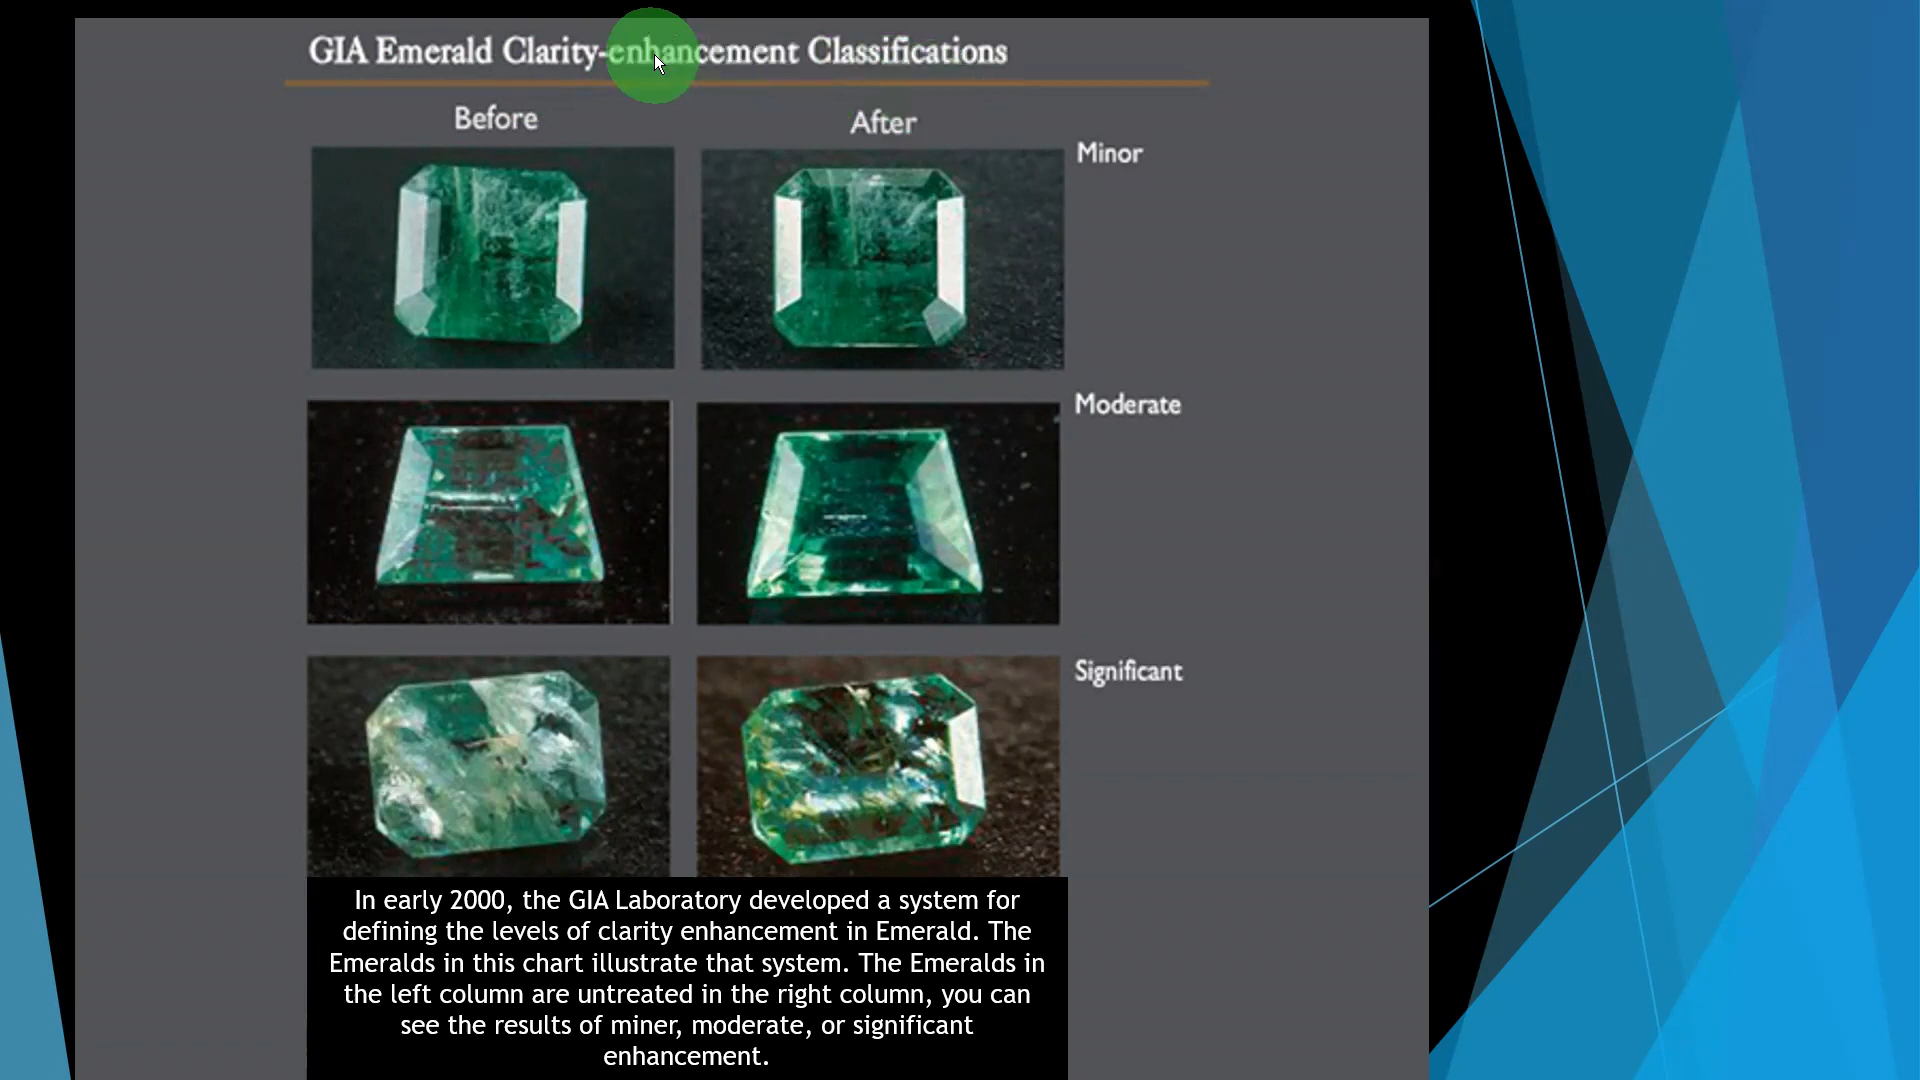 GIA Emerald Clarity-enhancement Classifications
Before
After
Minor
Moderate
Significant
In early 2000, the GIA Laboratory developed a system for
defining the levels of clarity enhancement in Emerald. The
Emeralds in this chart illustrate that system. The Emeralds in
the left column are untreated in the right column, you can
see the results of miner, moderate, or significant
enhancement.